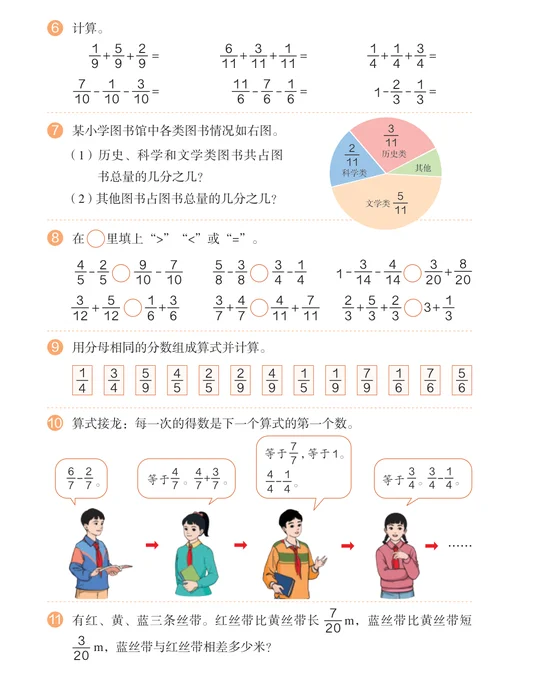 6 计算。
1/9+5/9+2/9= 6/11+3/11+1/11= 1/4+1/4+3/4=
7/10-1/10-3/10= 11/6-7/6-1/6= 1-2/3-1/3=
7 某小学图书馆中各类图书情况如右图。
(1)历史、科学和文学类图书共占图
书总量的几分之几?
(2)其他图书占图书总量的几分之几?
3/11
历史类
2/11
科学类
其他
文学类 5/11
8 在○里填上“>”“<”或“=”。
4/5-2/5○9/10-7/10 5/8-3/8○3/4-1/4 1-3/14-4/14○3/20+8/20
3/12+5/12○1/6+3/6 3/7+4/7○4/11+7/11 2/3+5/3+2/3○3+1/3
9 用分母相同的分数组成算式并计算。
1/4 3/4 5/9 4/5 2/5 2/9 4/9 1/5 1/9 7/9 1/6 7/6 5/6
10 算式接龙:每一次的得数是下一个算式的第一个数。
6/7-2/7。
等于4/7。4/7+3/7。
等于7/7,等于1。
4/4-1/4。
等于3/4。3/4-1/4。
……
11 有红、黄、蓝三条丝带。红丝带比黄丝带长7/20 m,蓝丝带比黄丝带短
3/20 m,蓝丝带与红丝带相差多少米?